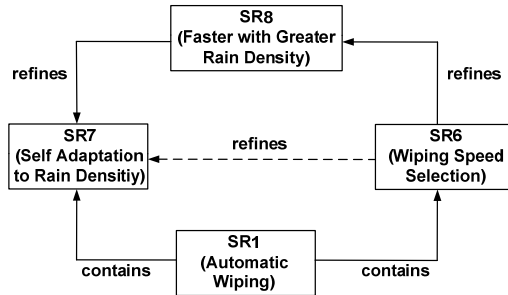 SR8
(Faster with Greater
Rain Density)
refines
refines
SR7
(Self Adaptation
to Rain Densitiy)
refines
SR6
(Wiping Speed
Selection)
SR1
(Automatic
Wiping)
contains
contains